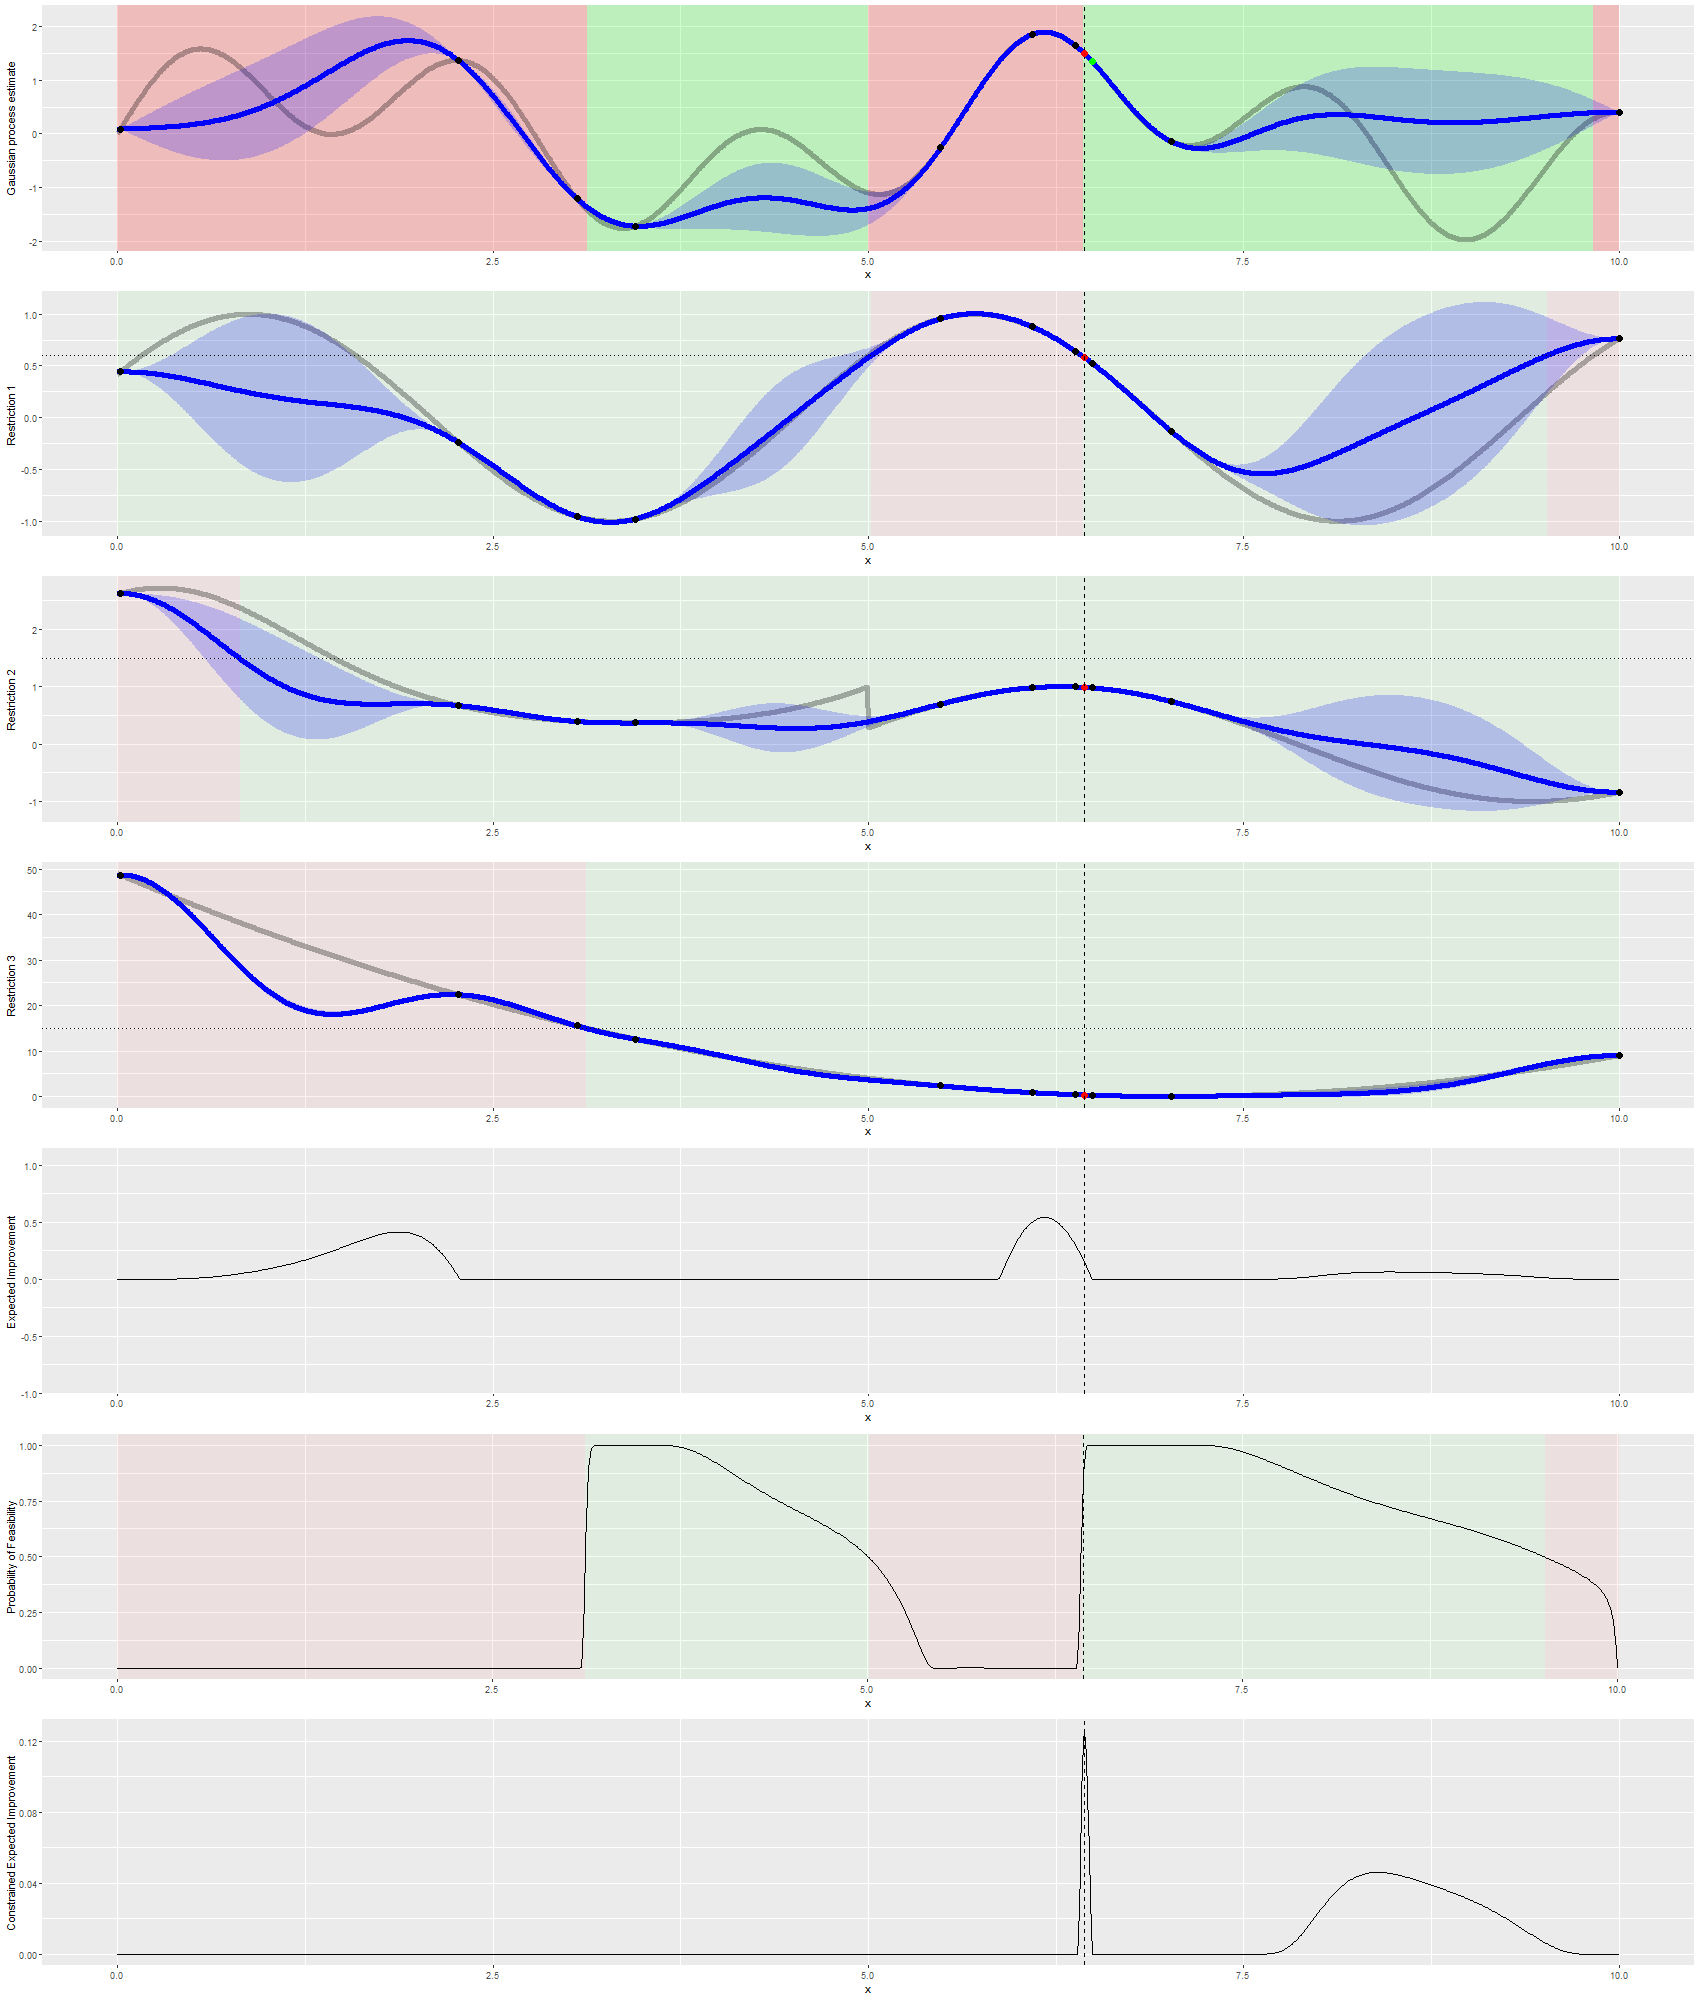 Gaussian process estimate
2
1
0
-1
-2
0.0 2.5 5.0 7.5 10.0
x
Restriction 1
1.0
0.5
0.0
-0.5
-1.0
0.0 2.5 5.0 7.5 10.0
x
Restriction 2
2
1
0
-1
0.0 2.5 5.0 7.5 10.0
x
Restriction 3
50
40
30
20
10
0
0.0 2.5 5.0 7.5 10.0
x
Expected Improvement
1.0
0.5
0.0
-0.5
-1.0
0.0 2.5 5.0 7.5 10.0
x
Probability of Feasibility
1.00
0.75
0.50
0.25
0.00
0.0 2.5 5.0 7.5 10.0
x
Constrained Expected Improvement
0.12
0.08
0.04
0.00
0.0 2.5 5.0 7.5 10.0
x